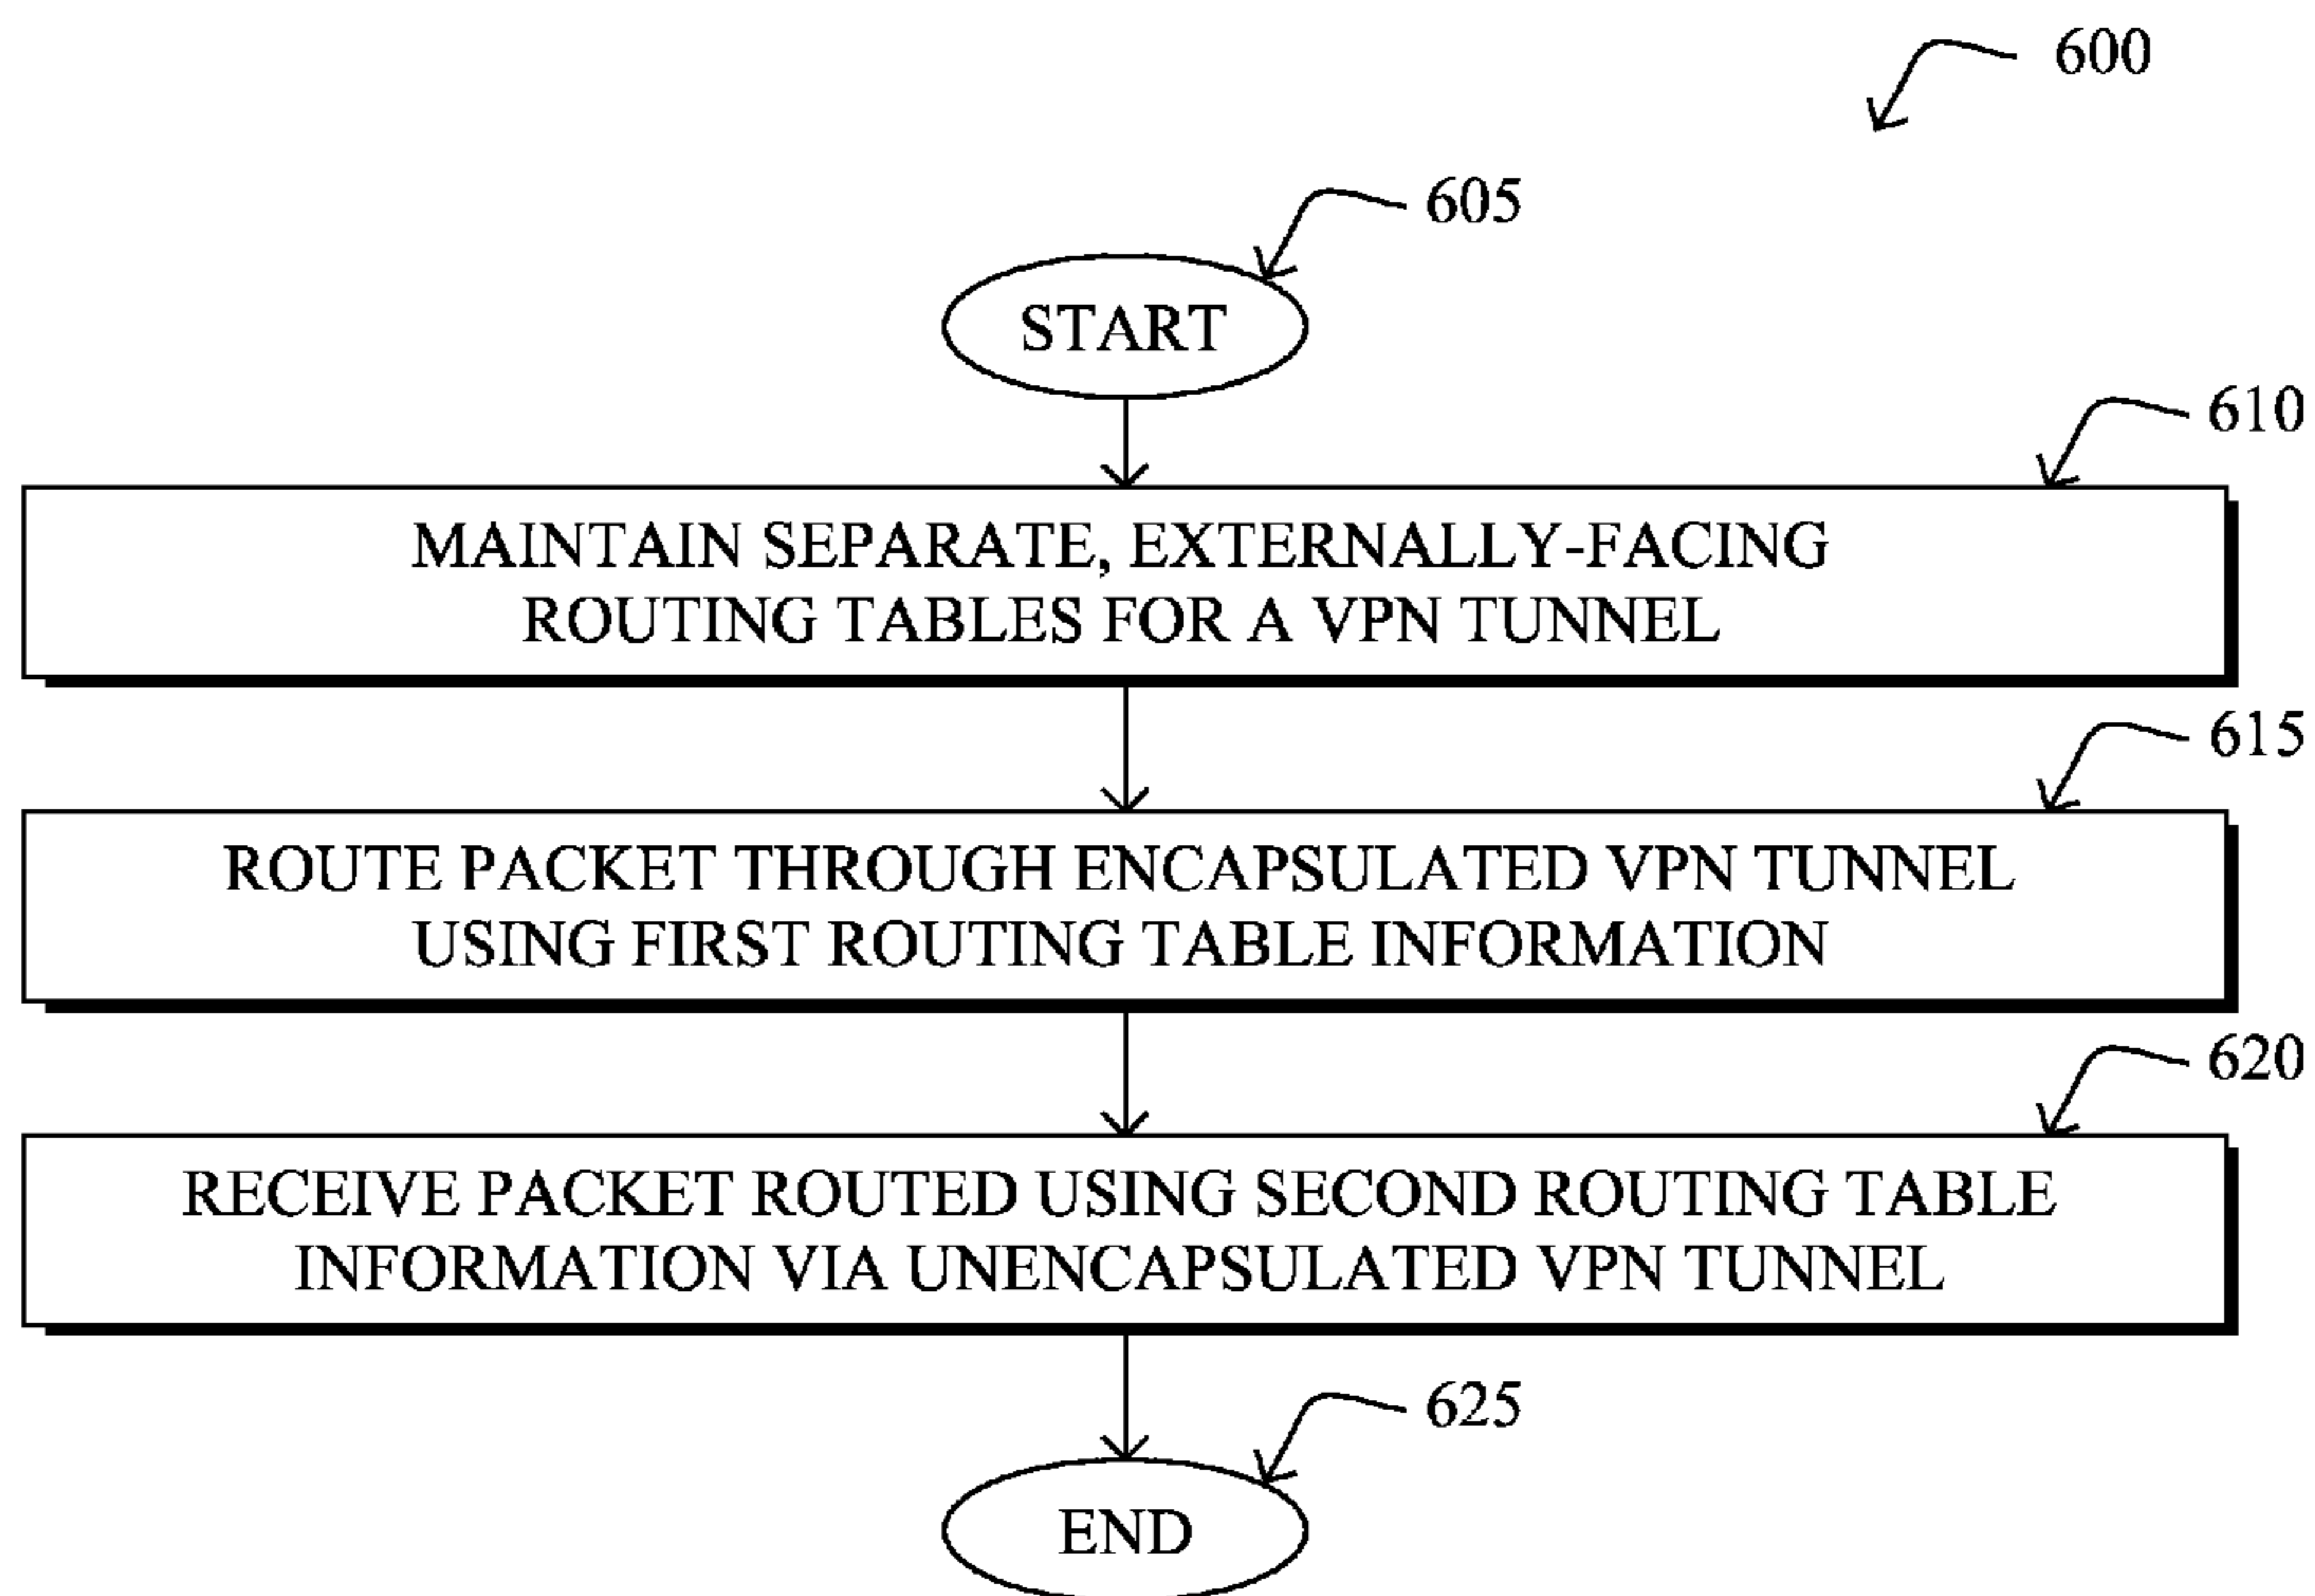 600
605
START
610
MAINTAIN SEPARATE, EXTERNALLY-FACING
ROUTING TABLES FOR A VPN TUNNEL
615
ROUTE PACKET THROUGH ENCAPSULATED VPN TUNNEL
USING FIRST ROUTING TABLE INFORMATION
620
RECEIVE PACKET ROUTED USING SECOND ROUTING TABLE
INFORMATION VIA UNENCAPSULATED VPN TUNNEL
625
END